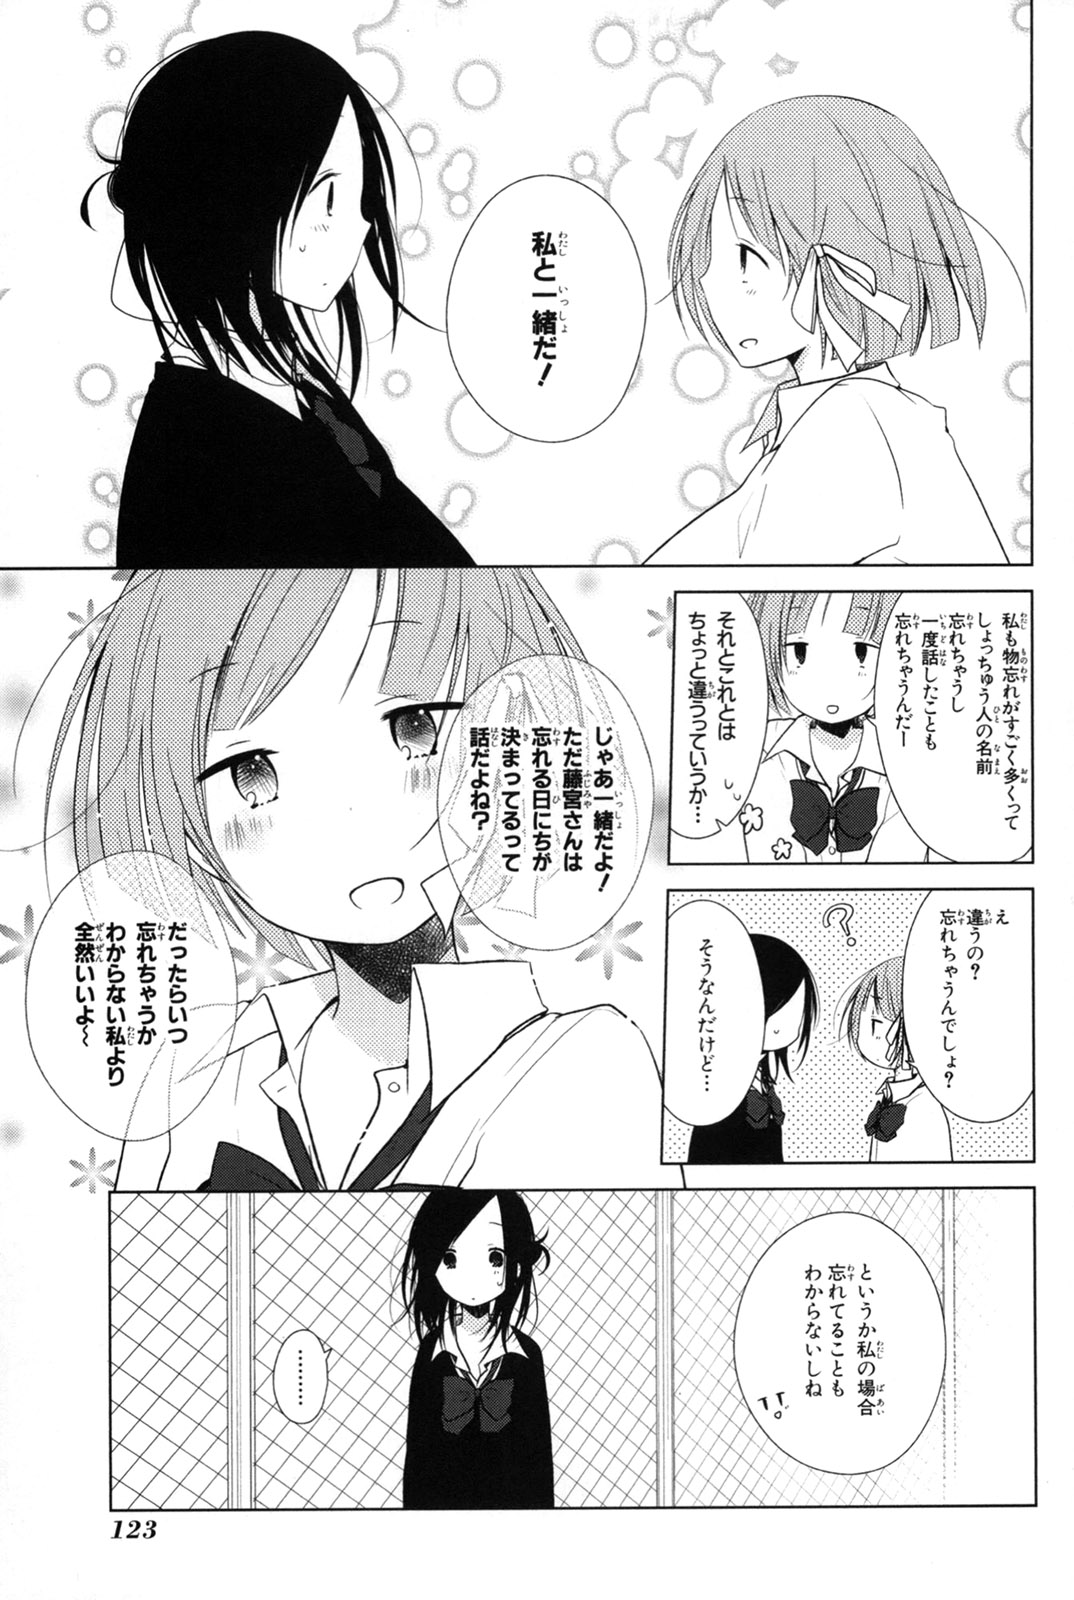 私と一緒だ！
私も物忘れがすごく多くって
しょっちゅう人の名前
忘れちゃうし
一度話したことも
忘れちゃうんだー
それとこれとは
ちょっと違うっていうか…
え
違うの？
忘れちゃうんでしょ？
そうなんだけど…
じゃあ一緒だよ！
ただ藤宮さんは
忘れる日にちが
決まってるって
話だよね？
だったらいつ
忘れちゃうか
わからない私より
全然いいよ〜
というか私の場合
忘れてることも
わからないしね
………
123